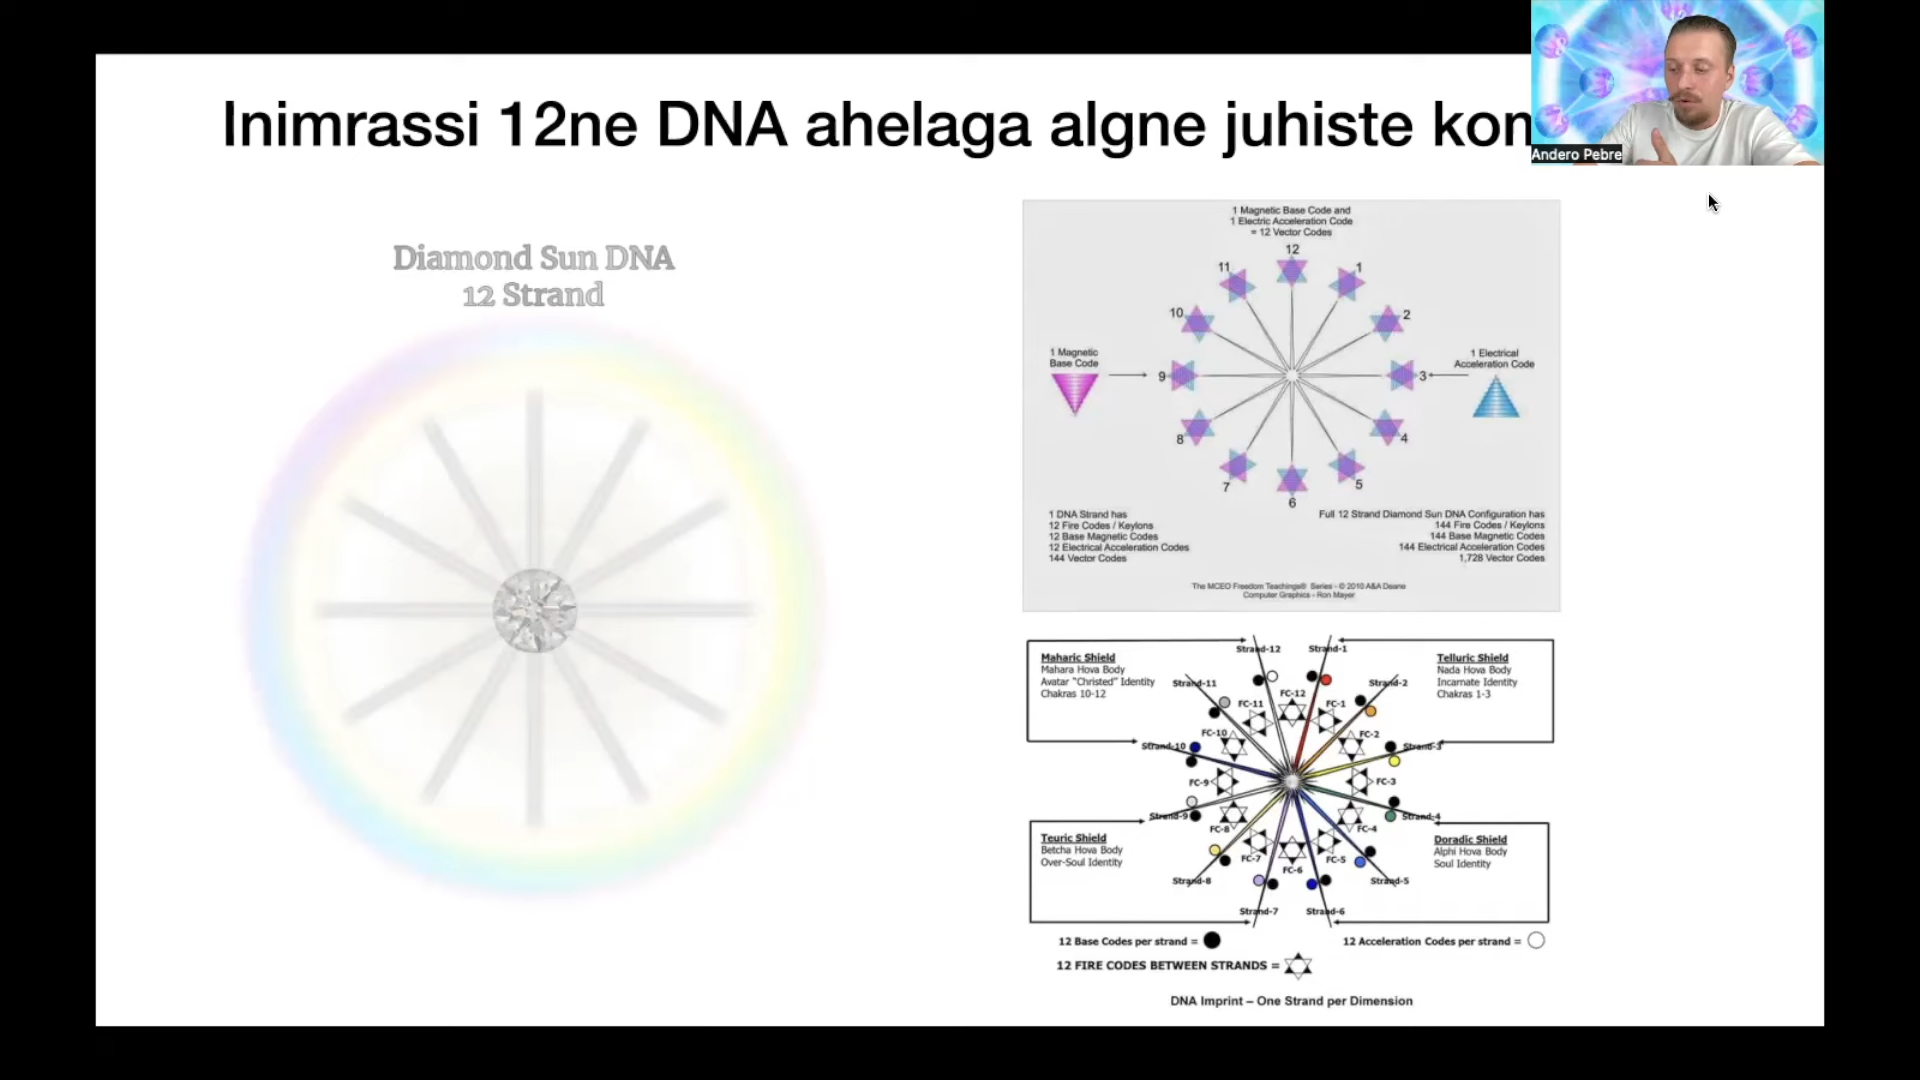 Inimrassi 12ne DNA ahelaga algne juhiste kon
Andero Pebre
Diamond Sun DNA
12 Strand
1 Magnetic Base Code and
1 Electric Acceleration Code
= 12 Vector Codes
12
11
1
10
2
1 Magnetic
Base Code
1 Electrical
Acceleration Code
9
3
8
4
7
5
6
1 DNA Strand has
12 Fire Codes / Keylons
12 Base Magnetic Codes
12 Electrical Acceleration Codes
144 Vector Codes
Full 12 Strand Diamond Sun DNA Configuration has
144 Fire Codes / Keylons
144 Base Magnetic Codes
144 Electrical Acceleration Codes
1,728 Vector Codes
The MCEO Freedom Teachings® Series - © 2010 A&A Deane
Computer Graphics - Ron Mayer
Maharic Shield
Mahara Hova Body
Avatar "Christed" Identity
Chakras 10-12
Telluric Shield
Nada Hova Body
Incarnate Identity
Chakras 1-3
Strand-12
Strand-1
Strand-11
Strand-2
FC-12
FC-11
FC-1
FC-10
FC-2
Strand-10
Strand-3
FC-9
FC-3
Strand-9
Strand-4
FC-8
FC-4
FC-7
FC-5
FC-6
Strand-8
Strand-5
Strand-7
Strand-6
Teuric Shield
Betcha Hova Body
Over-Soul Identity
Doradic Shield
Alphi Hova Body
Soul Identity
12 Base Codes per strand =
12 Acceleration Codes per strand =
12 FIRE CODES BETWEEN STRANDS =
DNA Imprint – One Strand per Dimension